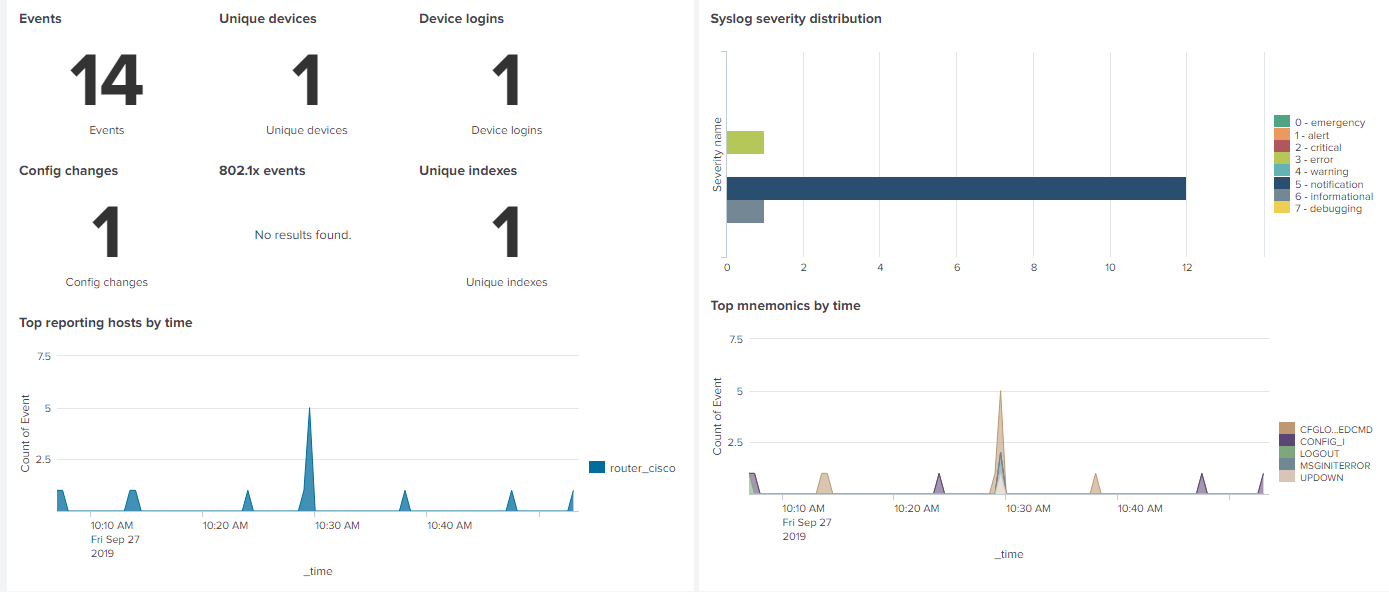 Events
Unique devices
Device logins
14
1
1
Events
Unique devices
Device logins
Config changes
802.1x events
Unique indexes
1
No results found.
1
Config changes
Unique indexes
Top reporting hosts by time
7.5
5
2.5
Count of Event
router_cisco
10:10 AM
Fri Sep 27
2019
10:20 AM
10:30 AM
10:40 AM
_time
Syslog severity distribution
Severity name
0
2
4
6
8
10
12
0 - emergency
1 - alert
2 - critical
3 - error
4 - warning
5 - notification
6 - informational
7 - debugging
Top mnemonics by time
7.5
5
2.5
Count of Event
CFGLO...EDCMD
CONFIG_I
LOGOUT
MSGINITERROR
UPDOWN
10:10 AM
Fri Sep 27
2019
10:20 AM
10:30 AM
10:40 AM
_time